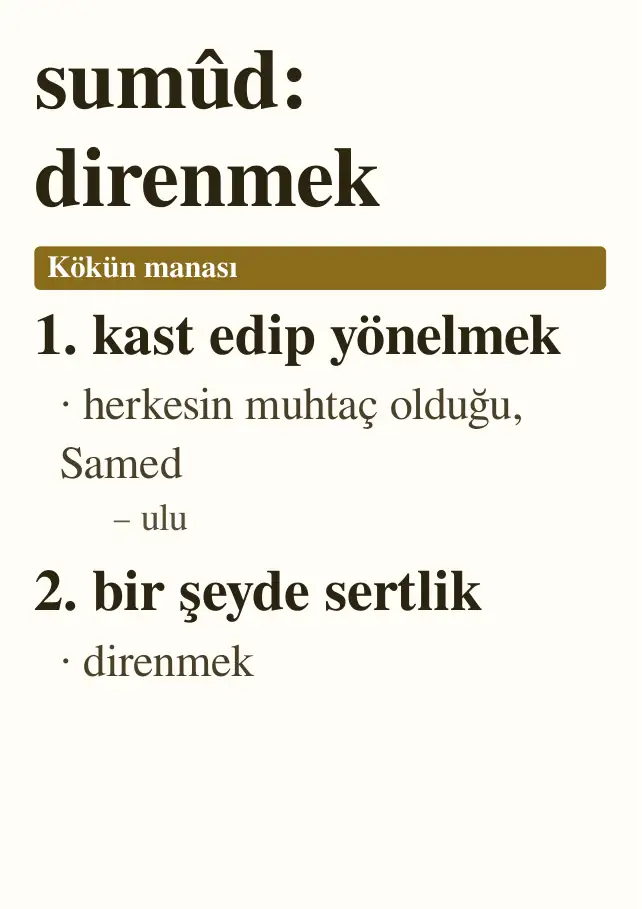 sumûd:
direnmek
Kökün manası
1. kast edip yönelmek
· herkesin muhtaç olduğu,
Samed
– ulu
2. bir şeyde sertlik
· direnmek